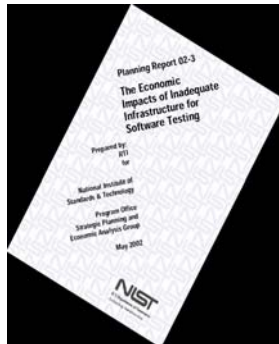 Planning Report 02-3
The Economic
Impacts of Inadequate
Infrastructure for
Software Testing
Prepared by:
RTI
for
National Institute of
Standards & Technology
Program Office
Strategic Planning and
Economic Analysis Group
May 2002
NIST